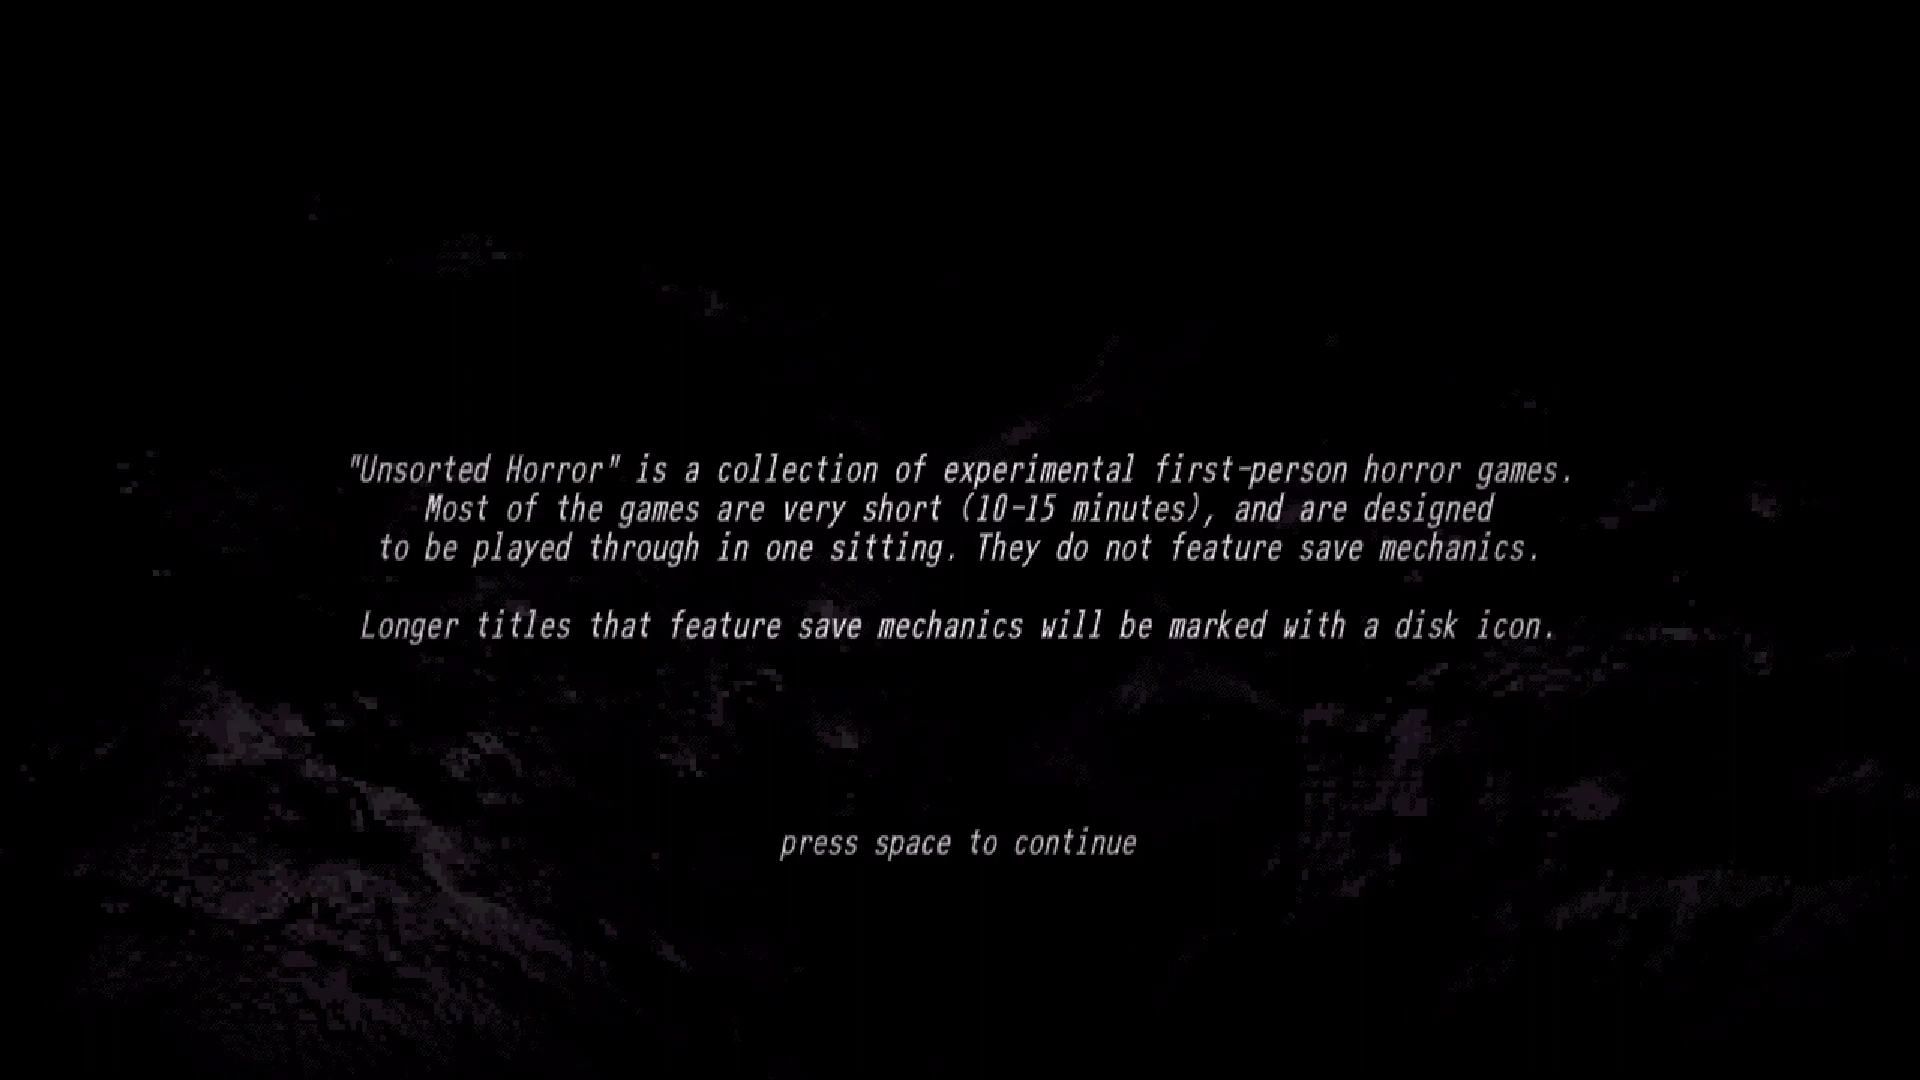 "Unsorted Horror" is a collection of experimental first-person horror games.
Most of the games are very short (10-15 minutes), and are designed
to be played through in one sitting. They do not feature save mechanics.
Longer titles that feature save mechanics will be marked with a disk icon.
press space to continue